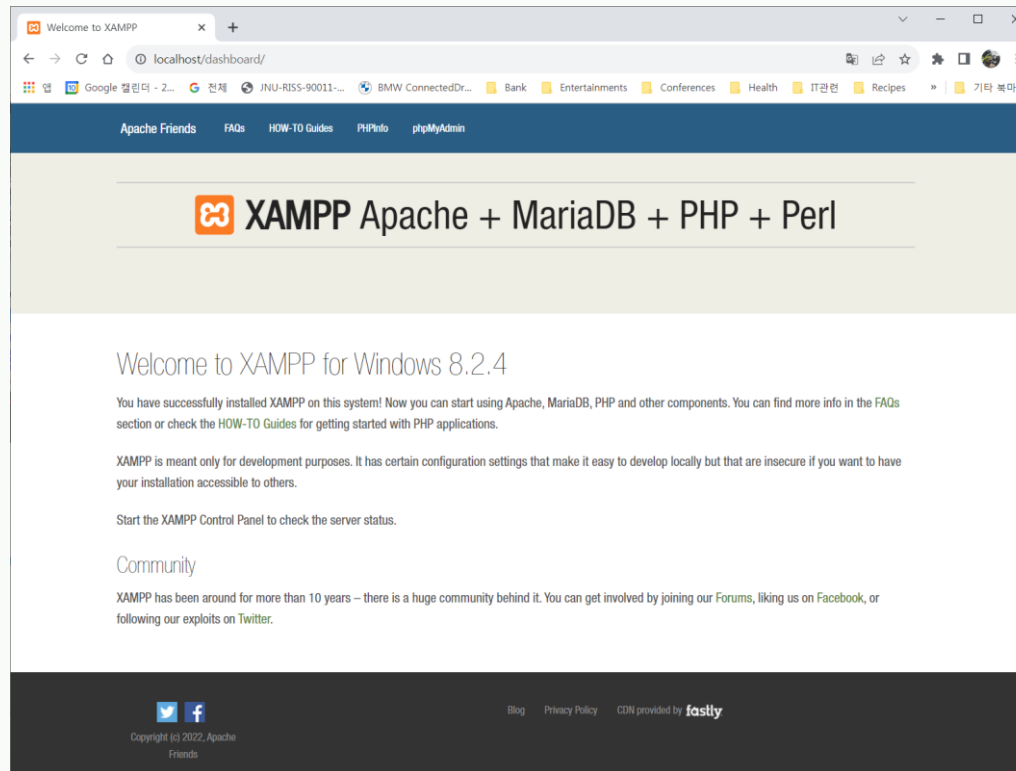 Welcome to XAMPP
localhost/dashboard/
앱 Google 캘린더 - 2... 전체 JNU-RISS-90011-... BMW ConnectedDr... Bank Entertainments Conferences Health IT관련 Recipes » 기타 북마
Apache Friends FAQs HOW-TO Guides PHPInfo phpMyAdmin
XAMPP Apache + MariaDB + PHP + Perl
Welcome to XAMPP for Windows 8.2.4
You have successfully installed XAMPP on this system! Now you can start using Apache, MariaDB, PHP and other components. You can find more info in the FAQs
section or check the HOW-TO Guides for getting started with PHP applications.
XAMPP is meant only for development purposes. It has certain configuration settings that make it easy to develop locally but that are insecure if you want to have
your installation accessible to others.
Start the XAMPP Control Panel to check the server status.
Community
XAMPP has been around for more than 10 years – there is a huge community behind it. You can get involved by joining our Forums, liking us on Facebook, or
following our exploits on Twitter.
Blog Privacy Policy CDN provided by fastly
Copyright (c) 2022, Apache
Friends